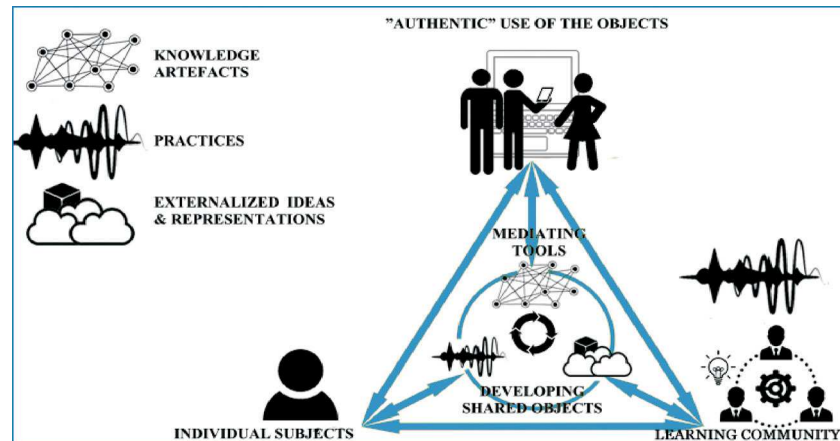 "AUTHENTIC" USE OF THE OBJECTS
KNOWLEDGE
ARTEFACTS
PRACTICES
EXTERNALIZED IDEAS
& REPRESENTATIONS
MEDIATING
TOOLS
DEVELOPING
SHARED OBJECTS
INDIVIDUAL SUBJECTS
LEARNING COMMUNITY